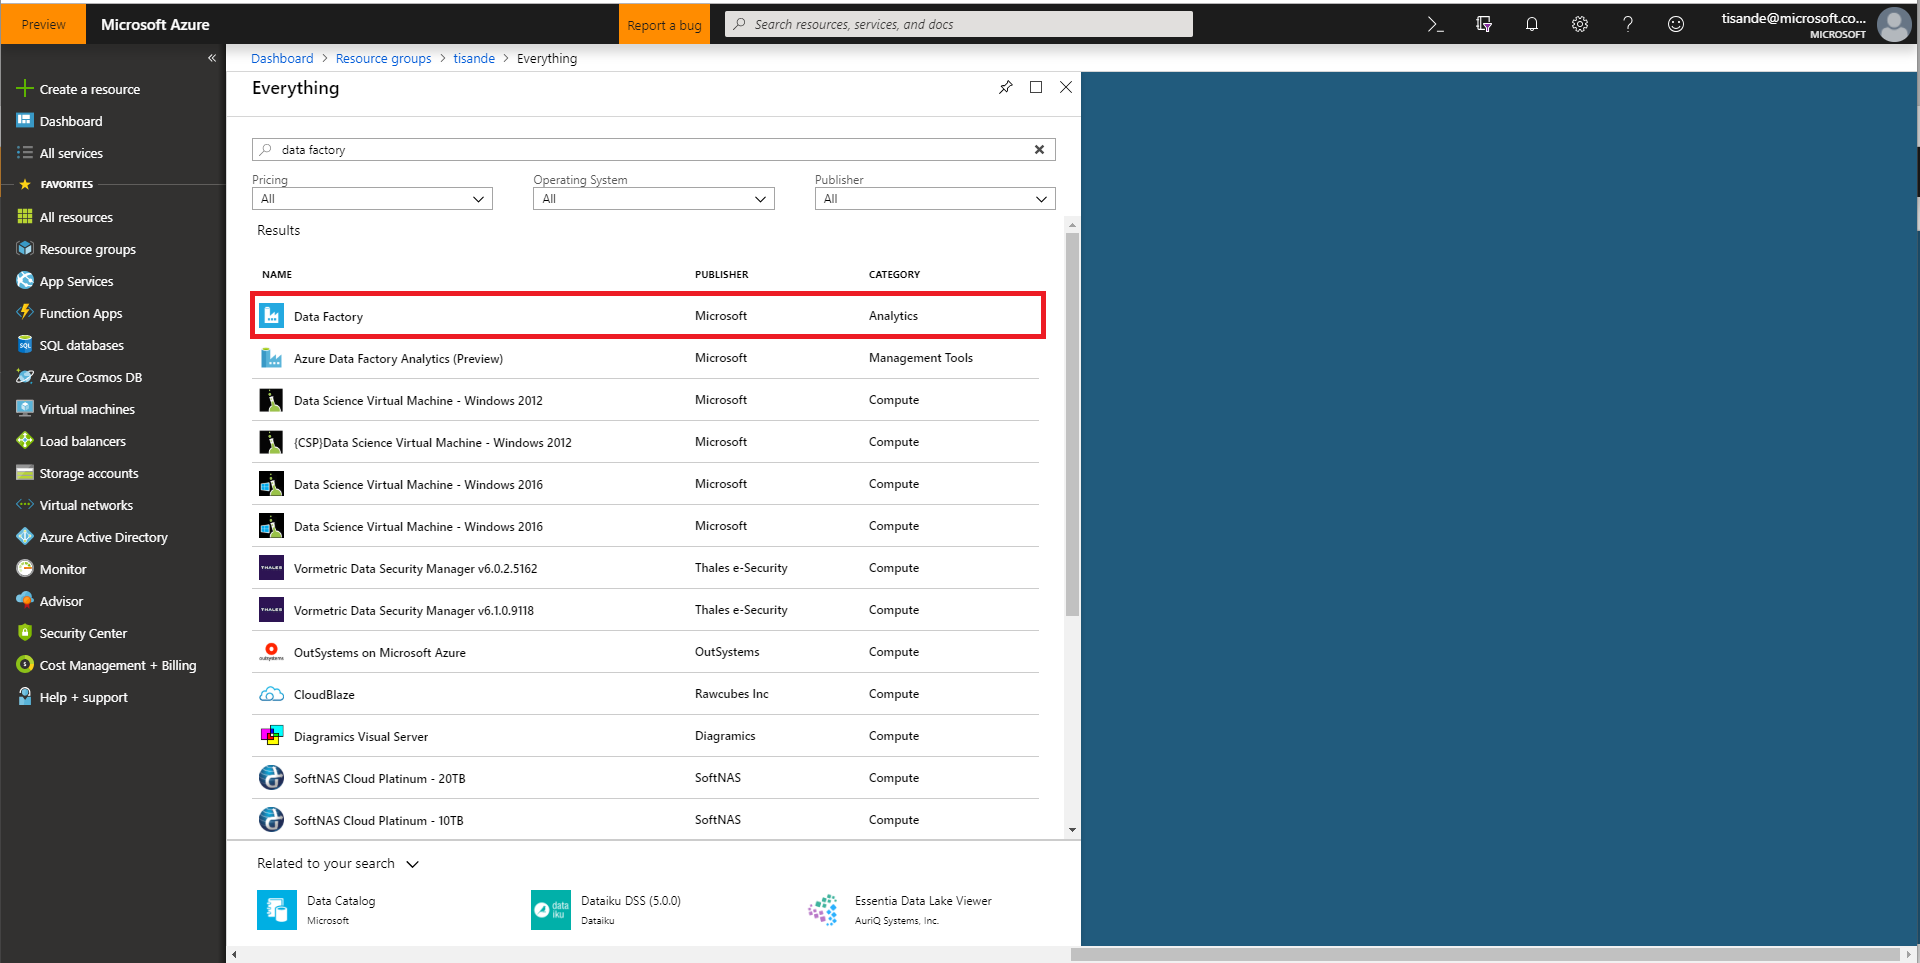 Preview
Microsoft Azure
Report a bug
Search resources, services, and docs
tisande@microsoft.co...
MICROSOFT
Create a resource
Dashboard
All services
FAVORITES
All resources
Resource groups
App Services
Function Apps
SQL databases
Azure Cosmos DB
Virtual machines
Load balancers
Storage accounts
Virtual networks
Azure Active Directory
Monitor
Advisor
Security Center
Cost Management + Billing
Help + support
Dashboard > Resource groups > tisande > Everything
Everything
data factory
Pricing Operating System Publisher
All All All
Results
NAME PUBLISHER CATEGORY
Data Factory Microsoft Analytics
Azure Data Factory Analytics (Preview) Microsoft Management Tools
Data Science Virtual Machine - Windows 2012 Microsoft Compute
{CSP}Data Science Virtual Machine - Windows 2012 Microsoft Compute
Data Science Virtual Machine - Windows 2016 Microsoft Compute
Data Science Virtual Machine - Windows 2016 Microsoft Compute
THALES Vormetric Data Security Manager v6.0.2.5162 Thales e-Security Compute
THALES Vormetric Data Security Manager v6.1.0.9118 Thales e-Security Compute
outsystems OutSystems on Microsoft Azure OutSystems Compute
CloudBlaze Rawcubes Inc Compute
Diagramics Visual Server Diagramics Compute
SoftNAS Cloud Platinum - 20TB SoftNAS Compute
SoftNAS Cloud Platinum - 10TB SoftNAS Compute
Related to your search
Data Catalog
Microsoft
data
iku
Dataiku DSS (5.0.0)
Dataiku
Essentia Data Lake Viewer
AuriQ Systems, Inc.